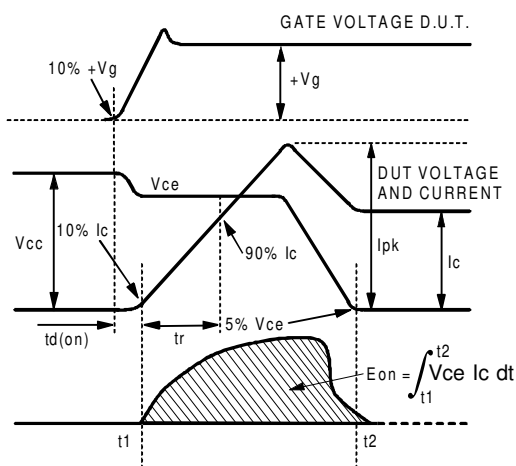 GATE VOLTAGE D.U.T.
10% +Vg
+Vg
Vce
DUT VOLTAGE
AND CURRENT
Vcc
10% Ic
90% Ic
Ipk
Ic
td(on)
tr
5% Vce
Eon = ∫ Vce Ic dt
t2
t1
t1
t2